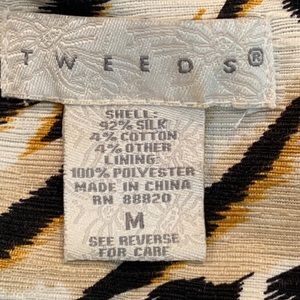 TWEEDS®
SHELL:
92% SILK
4% COTTON
4% OTHER
LINING:
100% POLYESTER
MADE IN CHINA
RN 88820
M
SEE REVERSE
FOR CARE